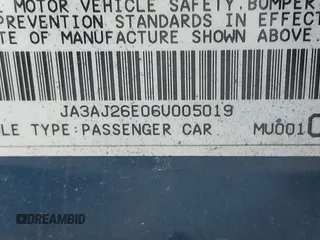 MOTOR VEHICLE SAFETY, BUMPER,
PREVENTION STANDARDS IN
TE OF MANUFACTURE SHOWN ABOVE.
JA3AJ26E06U005019
LE TYPE:PASSENGER CAR MU001
DREAMBID